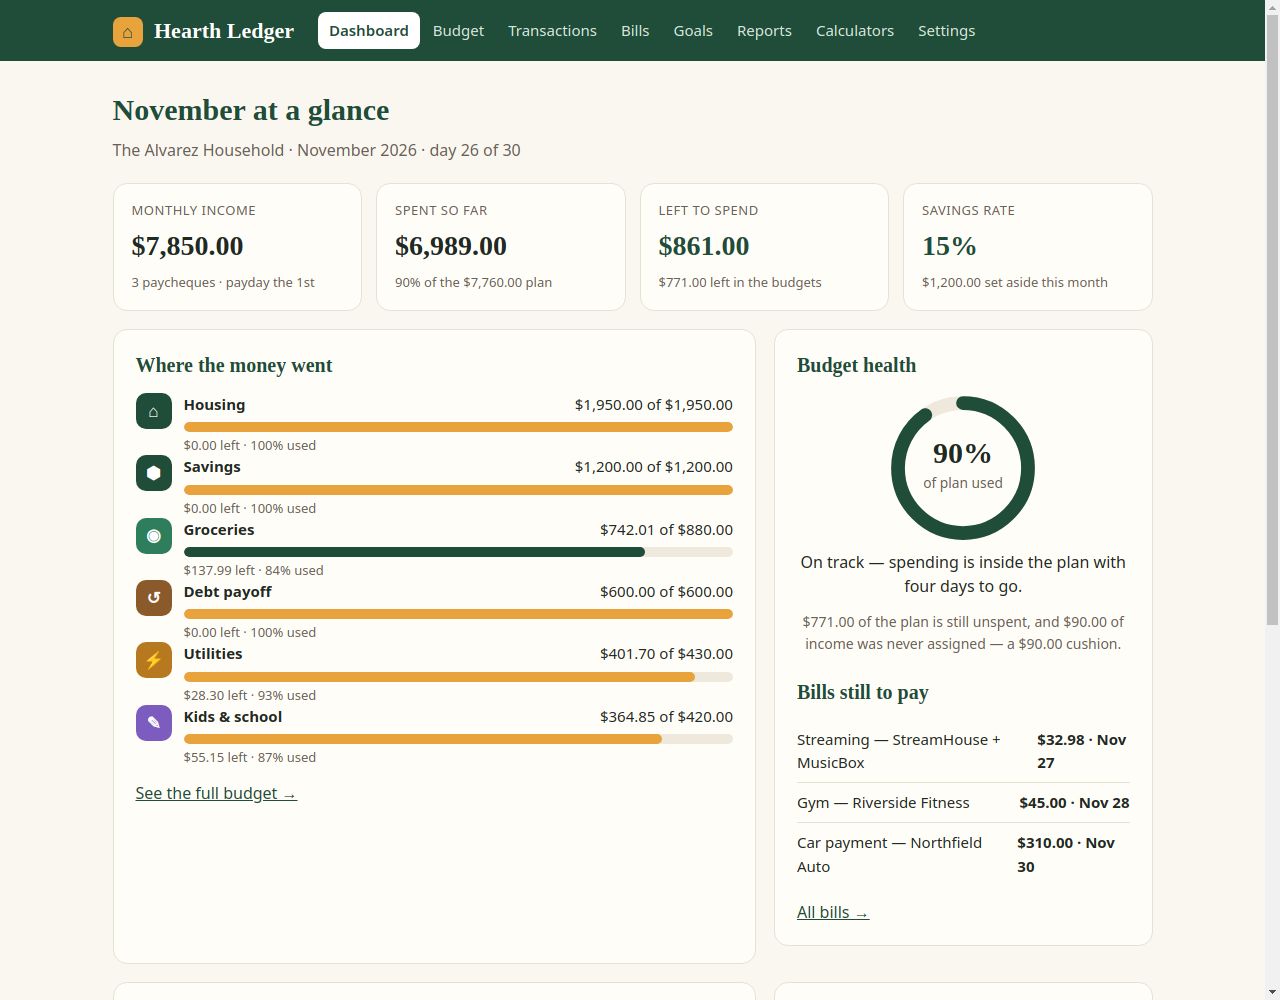 Hearth Ledger
Dashboard
Budget
Transactions
Bills
Goals
Reports
Calculators
Settings
November at a glance
The Alvarez Household · November 2026 · day 26 of 30
MONTHLY INCOME
$7,850.00
3 paycheques · payday the 1st
SPENT SO FAR
$6,989.00
90% of the $7,760.00 plan
LEFT TO SPEND
$861.00
$771.00 left in the budgets
SAVINGS RATE
15%
$1,200.00 set aside this month
Where the money went
Housing
$1,950.00 of $1,950.00
$0.00 left · 100% used
Savings
$1,200.00 of $1,200.00
$0.00 left · 100% used
Groceries
$742.01 of $880.00
$137.99 left · 84% used
Debt payoff
$600.00 of $600.00
$0.00 left · 100% used
Utilities
$401.70 of $430.00
$28.30 left · 93% used
Kids & school
$364.85 of $420.00
$55.15 left · 87% used
See the full budget →
Budget health
90%
of plan used
On track — spending is inside the plan with
four days to go.
$771.00 of the plan is still unspent, and $90.00 of
income was never assigned — a $90.00 cushion.
Bills still to pay
Streaming — StreamHouse +
MusicBox
$32.98 · Nov
27
Gym — Riverside Fitness
$45.00 · Nov 28
Car payment — Northfield
Auto
$310.00 · Nov
30
All bills →